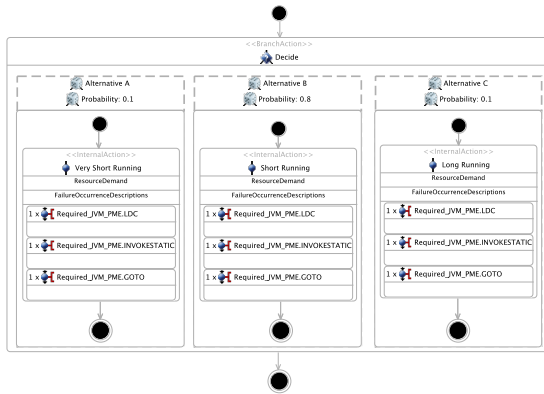 <<BranchAction>>
Decide
Alternative A
Probability: 0.1
<<InternalAction>>
Very Short Running
ResourceDemand
FailureOccurrenceDescriptions
1 x Required_JVM_PME.LDC
1 x Required_JVM_PME.INVOKESTATIC
1 x Required_JVM_PME.GOTO
Alternative B
Probability: 0.8
<<InternalAction>>
Short Running
ResourceDemand
FailureOccurrenceDescriptions
1 x Required_JVM_PME.LDC
1 x Required_JVM_PME.INVOKESTATIC
1 x Required_JVM_PME.GOTO
Alternative C
Probability: 0.1
<<InternalAction>>
Long Running
ResourceDemand
FailureOccurrenceDescriptions
1 x Required_JVM_PME.LDC
1 x Required_JVM_PME.INVOKESTATIC
1 x Required_JVM_PME.GOTO